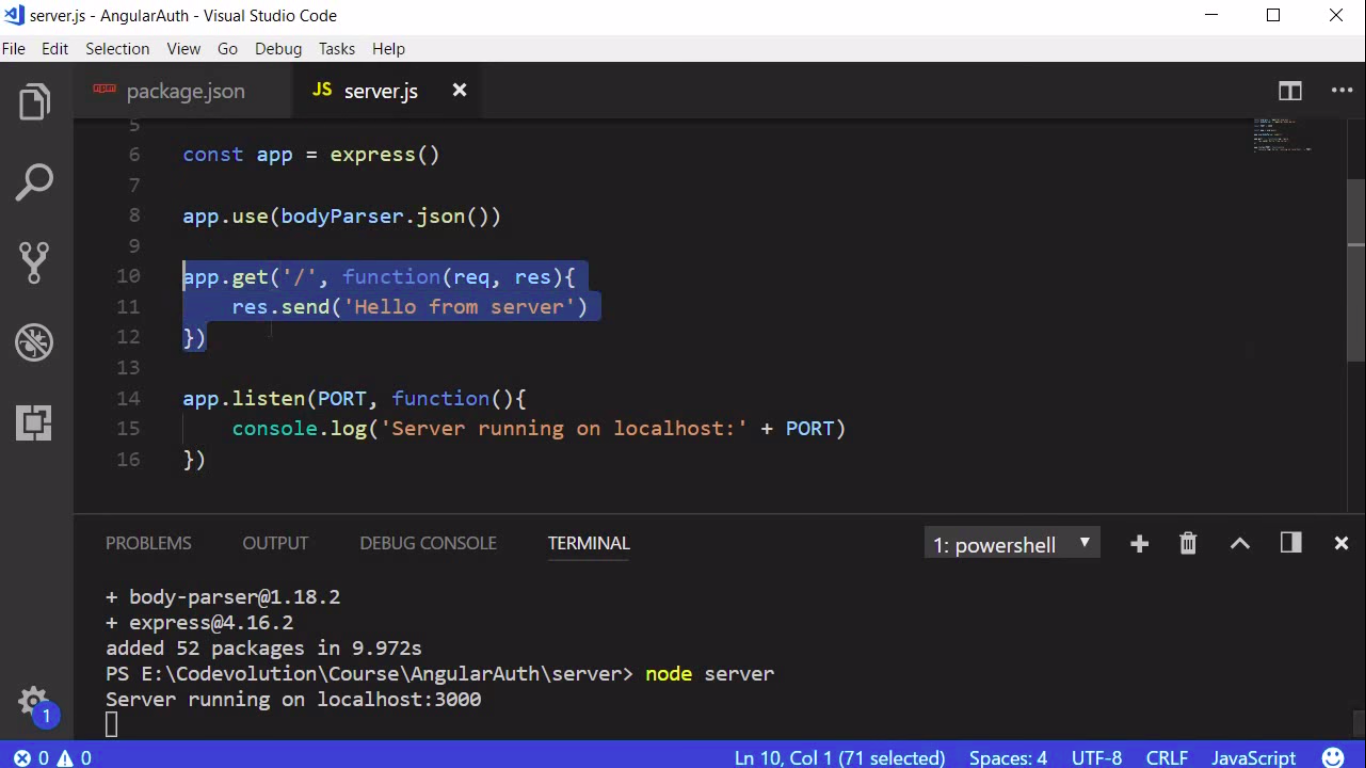 server.js - AngularAuth - Visual Studio Code
File Edit Selection View Go Debug Tasks Help
npm package.json JS server.js
5
6 const app = express()
7
8 app.use(bodyParser.json())
9
10 app.get('/', function(req, res){
11     res.send('Hello from server')
12 })
13
14 app.listen(PORT, function(){
15     console.log('Server running on localhost:' + PORT)
16 })
PROBLEMS OUTPUT DEBUG CONSOLE TERMINAL 1: powershell
+ body-parser@1.18.2
+ express@4.16.2
added 52 packages in 9.972s
PS E:\Codevolution\Course\AngularAuth\server> node server
Server running on localhost:3000
1
0 0 Ln 10, Col 1 (71 selected) Spaces: 4 UTF-8 CRLF JavaScript